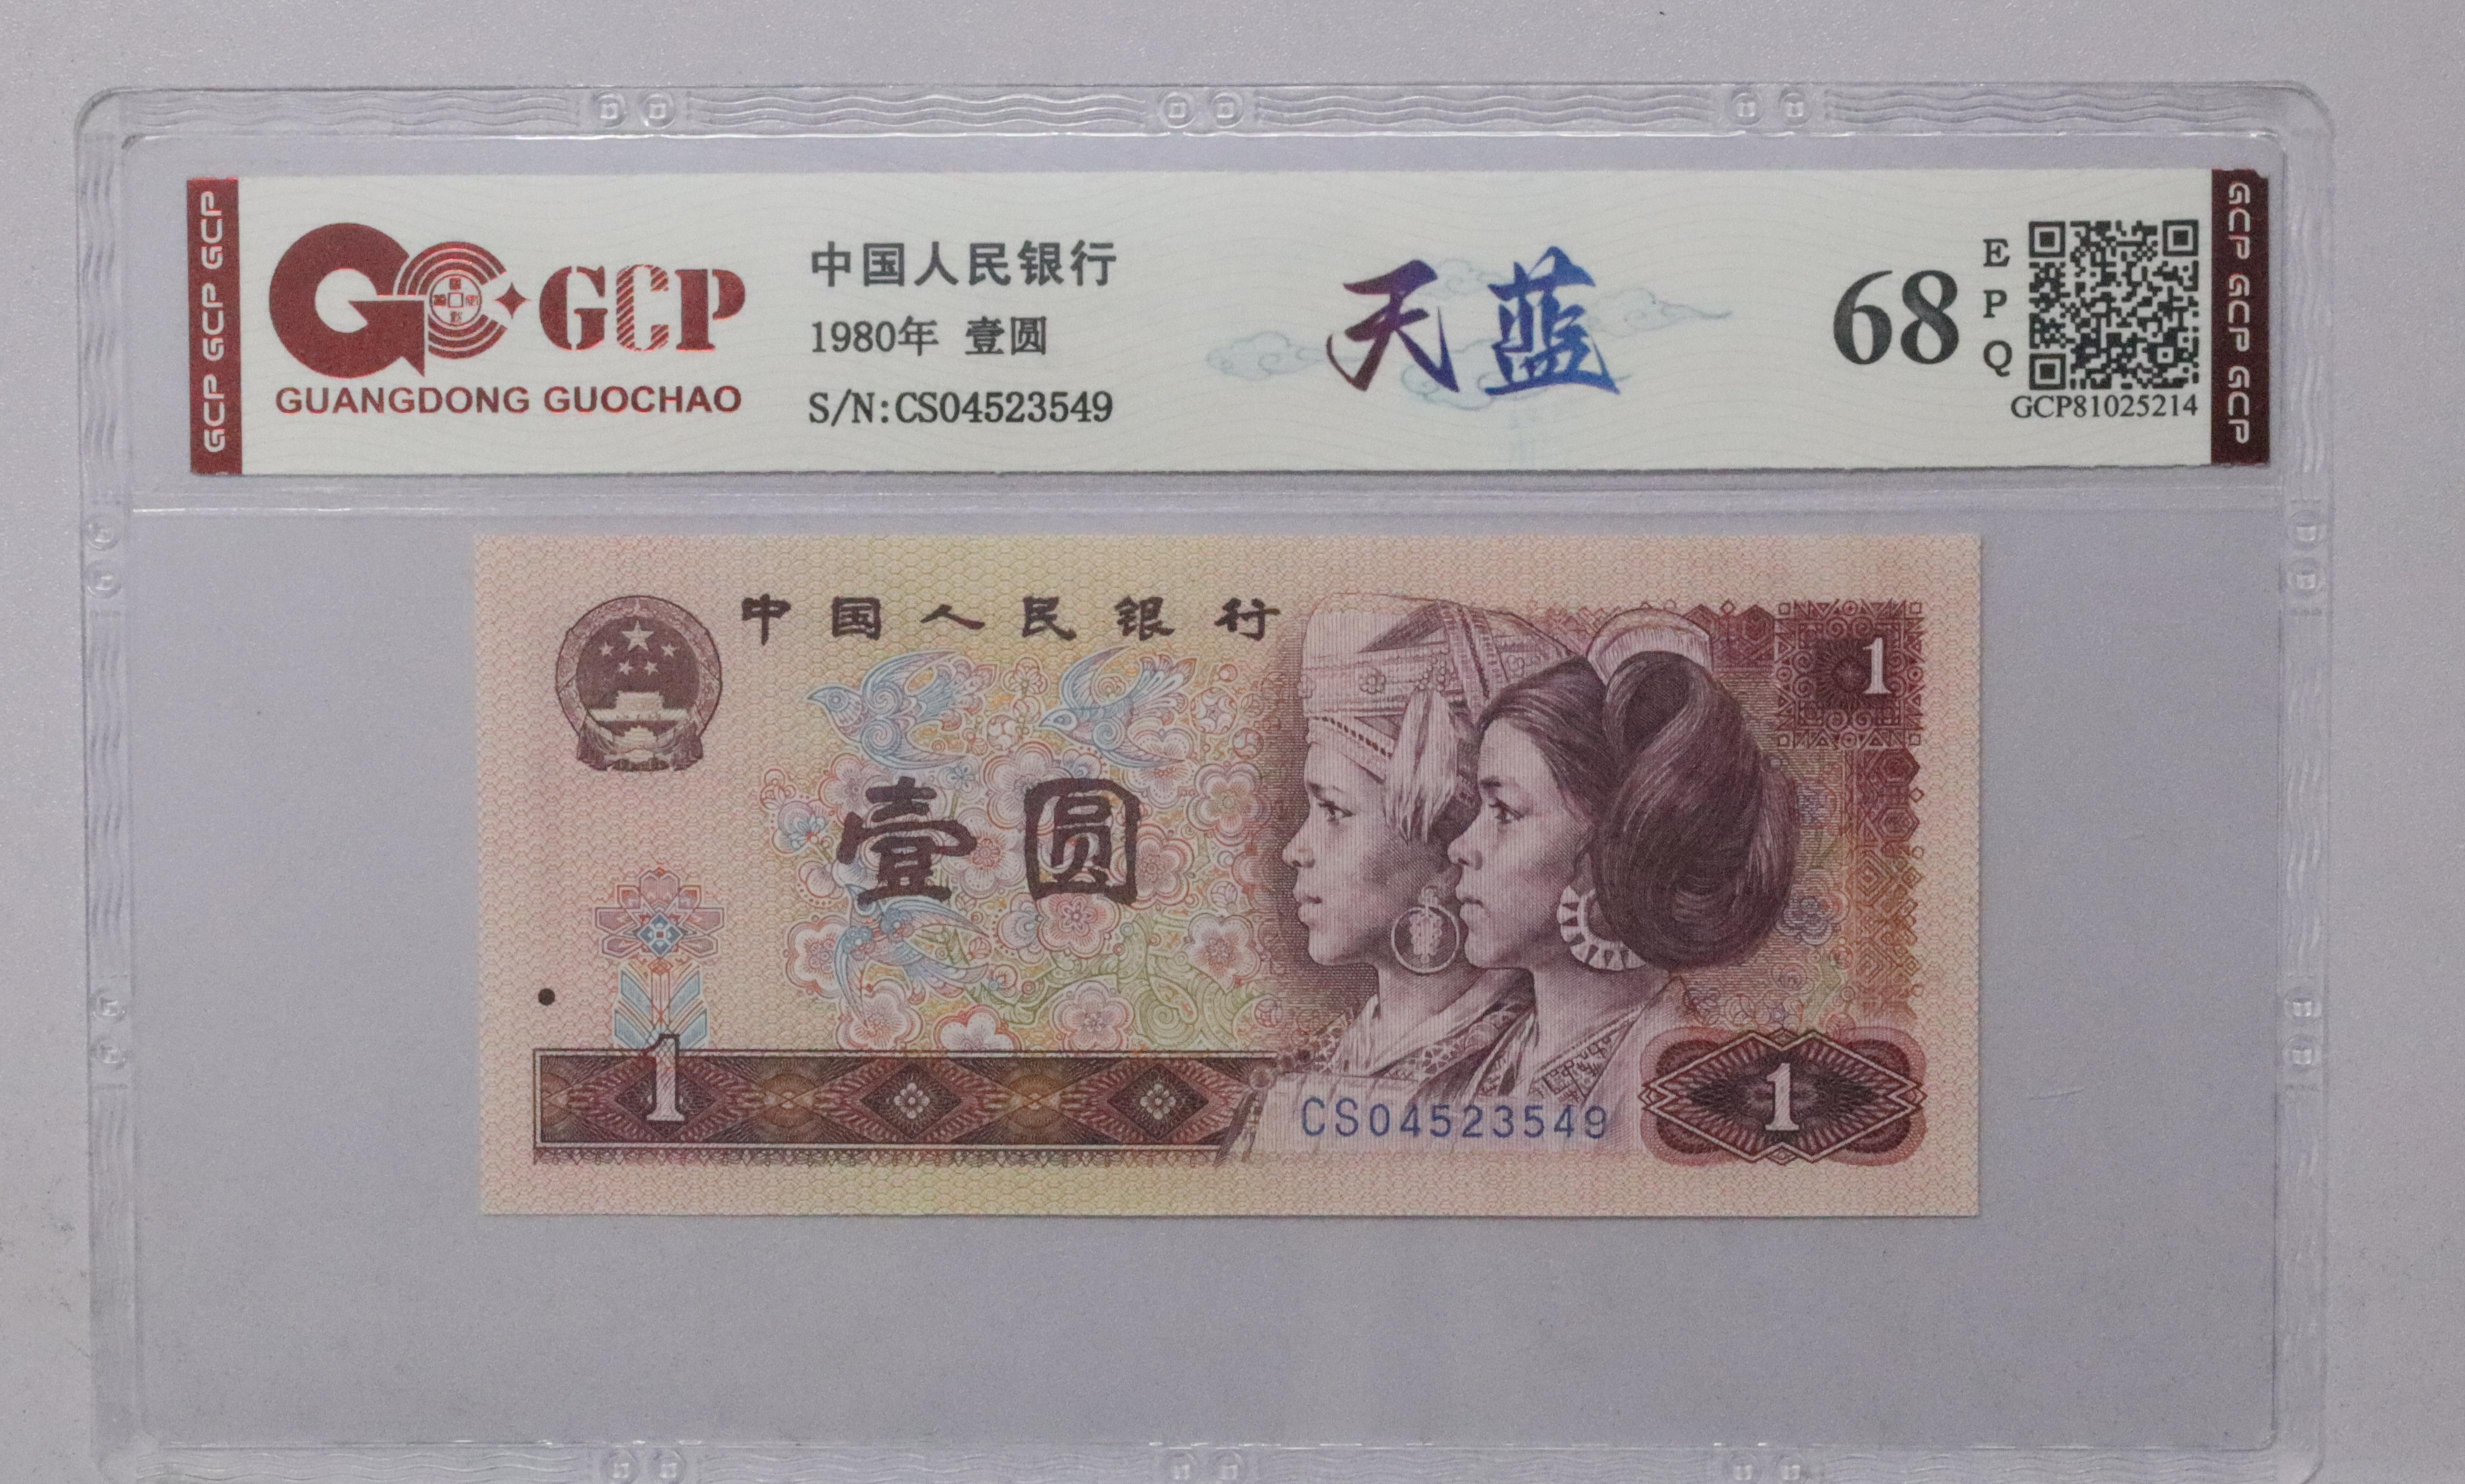 GCP GCP GCP
GCP
GUANGDONG GUOCHAO
中国人民银行
1980年 壹圆
S/N:CS04523549
天蓝
68
EPQ
GCP81025214
GCP GCP GCP
中国人民银行
1
壹圆
1
CS04523549
1